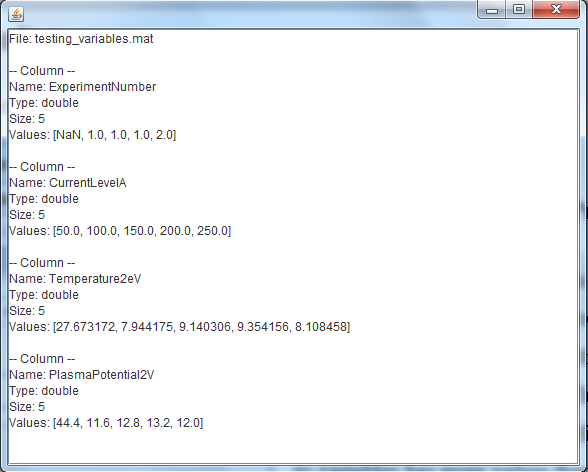 File: testing_variables.mat
-- Column --
Name: ExperimentNumber
Type: double
Size: 5
Values: [NaN, 1.0, 1.0, 1.0, 2.0]
-- Column --
Name: CurrentLevelA
Type: double
Size: 5
Values: [50.0, 100.0, 150.0, 200.0, 250.0]
-- Column --
Name: Temperature2eV
Type: double
Size: 5
Values: [27.673172, 7.944175, 9.140306, 9.354156, 8.108458]
-- Column --
Name: PlasmaPotential2V
Type: double
Size: 5
Values: [44.4, 11.6, 12.8, 13.2, 12.0]